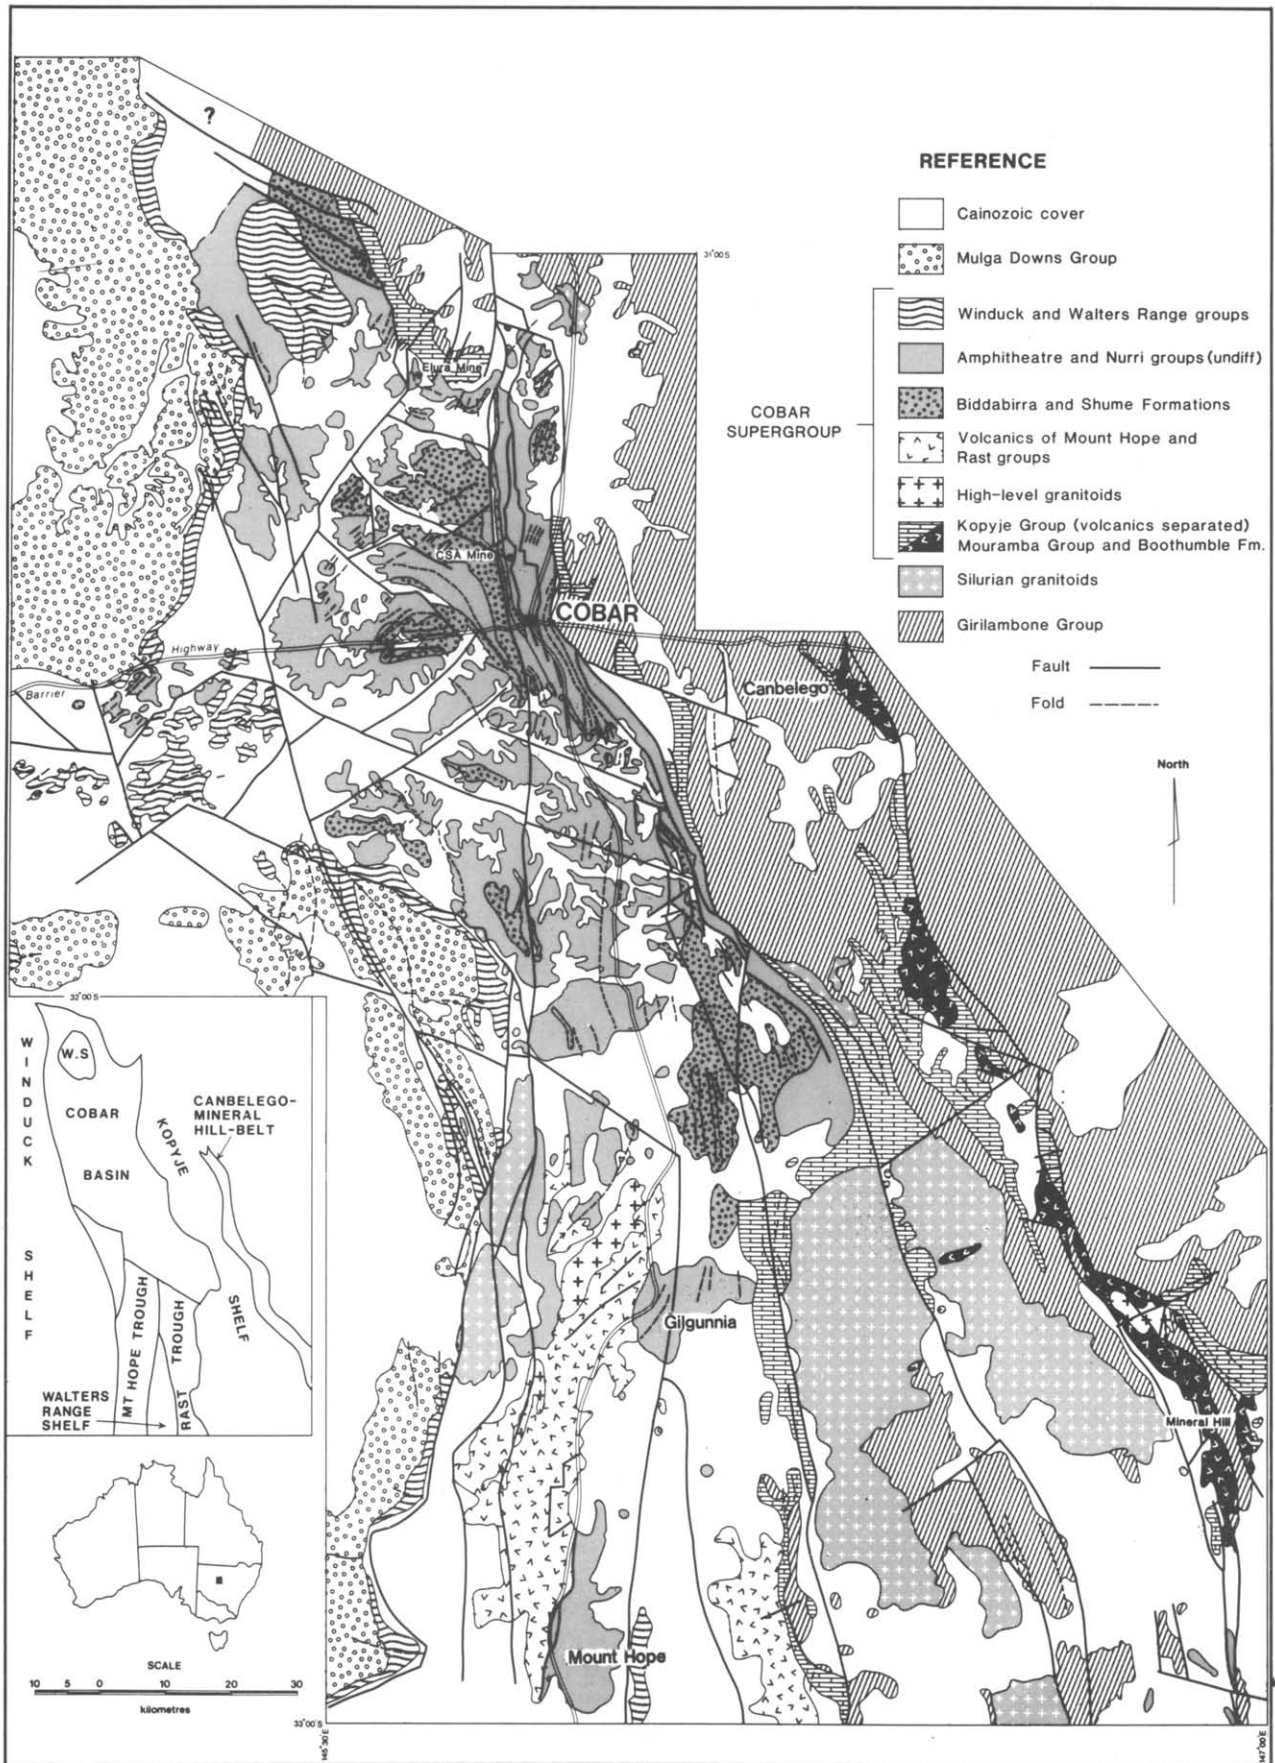 ?
REFERENCE
Cainozoic cover
Mulga Downs Group
Winduck and Walters Range groups
Amphitheatre and Nurri groups (undiff)
Biddabirra and Shume Formations
COBAR
SUPERGROUP
Volcanics of Mount Hope and
Rast groups
High-level granitoids
Kopyje Group (volcanics separated)
Mouramba Group and Boothumble Fm.
Silurian granitoids
Girilambone Group
Fault
Fold
North
31°00'S
Elura Mine
CSA Mine
COBAR
Highway
Barrier
Canbelego
32°00'S
WINDUCK
SHELF
W.S
COBAR
BASIN
KOPYJE
SHELF
CANBELEGO-
MINERAL
HILL-BELT
MT HOPE TROUGH
RAST TROUGH
WALTERS
RANGE
SHELF
Gilgunnia
Mineral Hill
Mount Hope
SCALE
10 5 0 10 20 30
kilometres
33°00'S
145°30'E
147°00'E